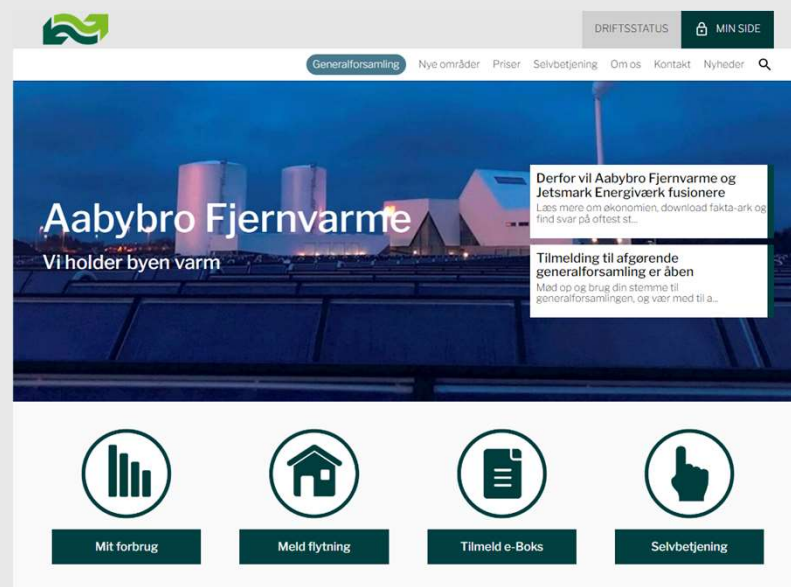 DRIFTSSTATUS
MIN SIDE
Generalforsamling Nye områder Priser Selvbetjening Om os Kontakt Nyheder
Aabybro Fjernvarme
Vi holder byen varm
Derfor vil Aabybro Fjernvarme og
Jetsmark Energiværk fusionere
Læs mere om økonomien, download fakta-ark og
find svar på oftest st...
Tilmelding til afgørende
generalforsamling er åben
Mød op og brug din stemme til
generalforsamlingen, og vær med til a...
Mit forbrug
Meld flytning
Tilmeld e-Boks
Selvbetjening